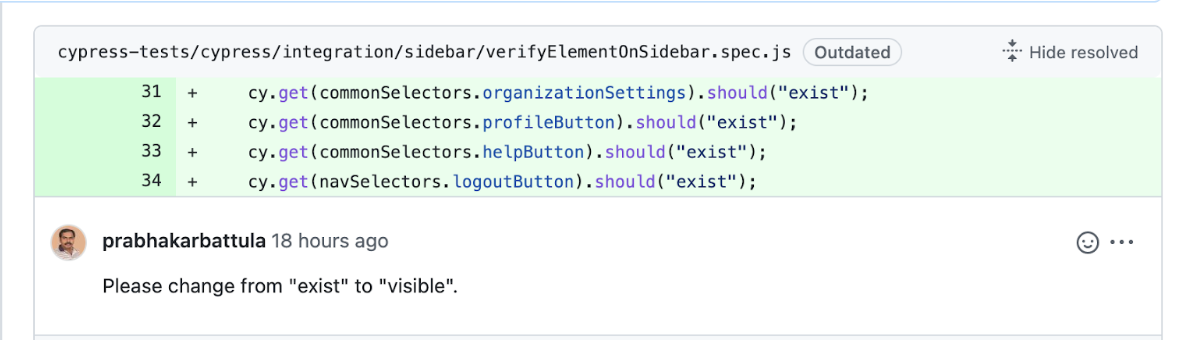 cypress-tests/cypress/integration/sidebar/verifyElementOnSidebar.spec.js Outdated Hide resolved
31 + cy.get(commonSelectors.organizationSettings).should("exist");
32 + cy.get(commonSelectors.profileButton).should("exist");
33 + cy.get(commonSelectors.helpButton).should("exist");
34 + cy.get(navSelectors.logoutButton).should("exist");
prabhakarbattula 18 hours ago
Please change from "exist" to "visible".